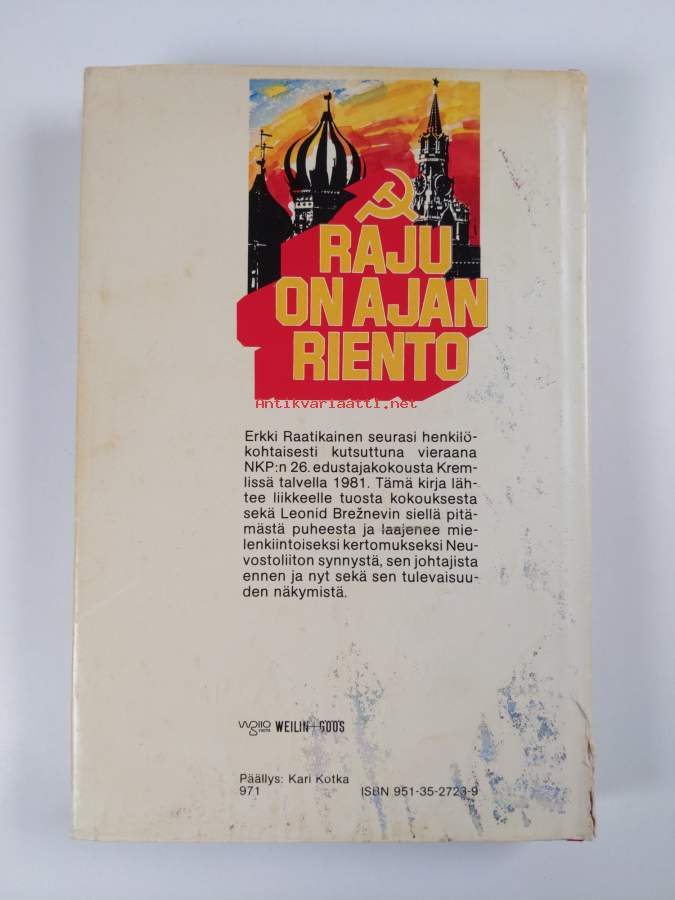 RAJU
ON AJAN
RIENTO
Antikvariaatti.net
Erkki Raatikainen seurasi henkilö-
kohtaisesti kutsuttuna vieraana
NKP:n 26. edustajakokousta Krem-
lissä talvella 1981. Tämä kirja läh-
tee liikkeelle tuosta kokouksesta
sekä Leonid Brežnevin siellä pitä-
mästä puheesta ja laajenee mie-
lenkiintoiseksi kertomukseksi Neu-
vostoliiton synnystä, sen johtajista
ennen ja nyt sekä sen tulevaisuu-
den näkymistä.
WEILIN+GÖÖS
Päällys: Kari Kotka
971 ISBN 951-35-2723-9